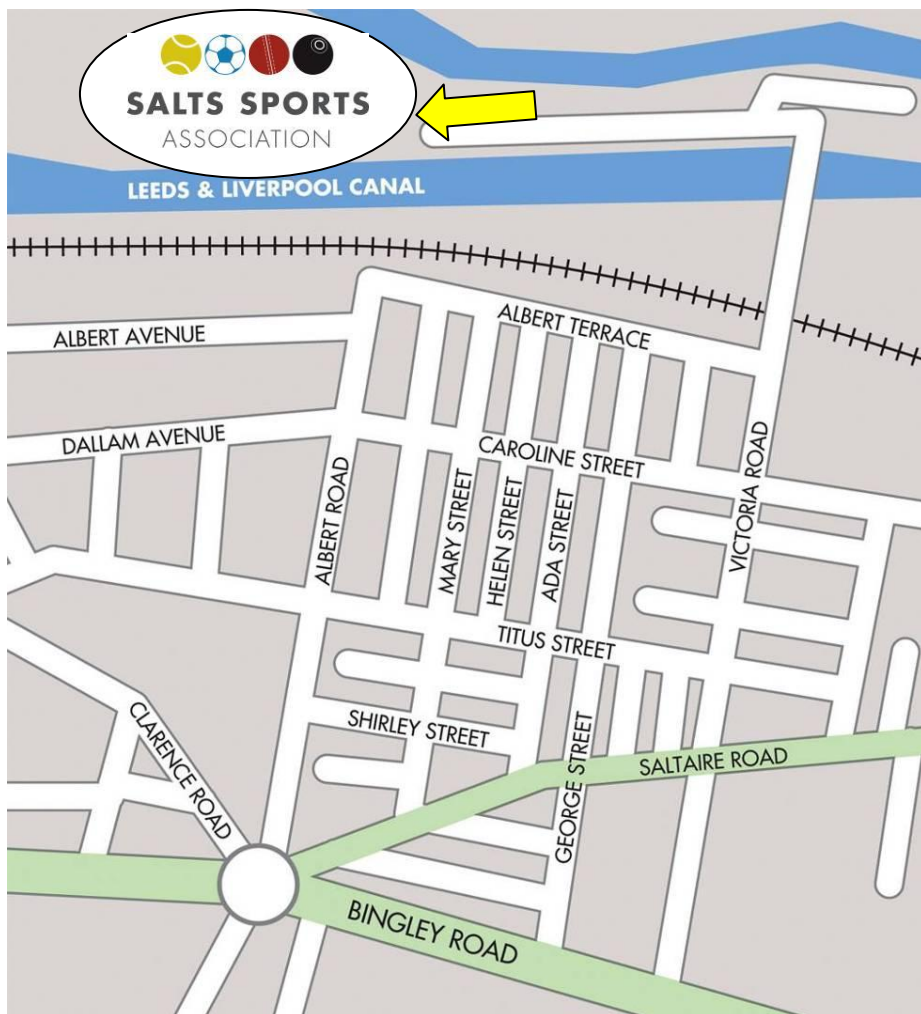 SALTS SPORTS
ASSOCIATION
LEEDS & LIVERPOOL CANAL
ALBERT TERRACE
ALBERT AVENUE
DALLAM AVENUE
CAROLINE STREET
VICTORIA ROAD
ALBERT ROAD
MARY STREET
HELEN STREET
ADA STREET
TITUS STREET
SHIRLEY STREET
CLARENCE ROAD
GEORGE STREET
SALTAIRE ROAD
BINGLEY ROAD